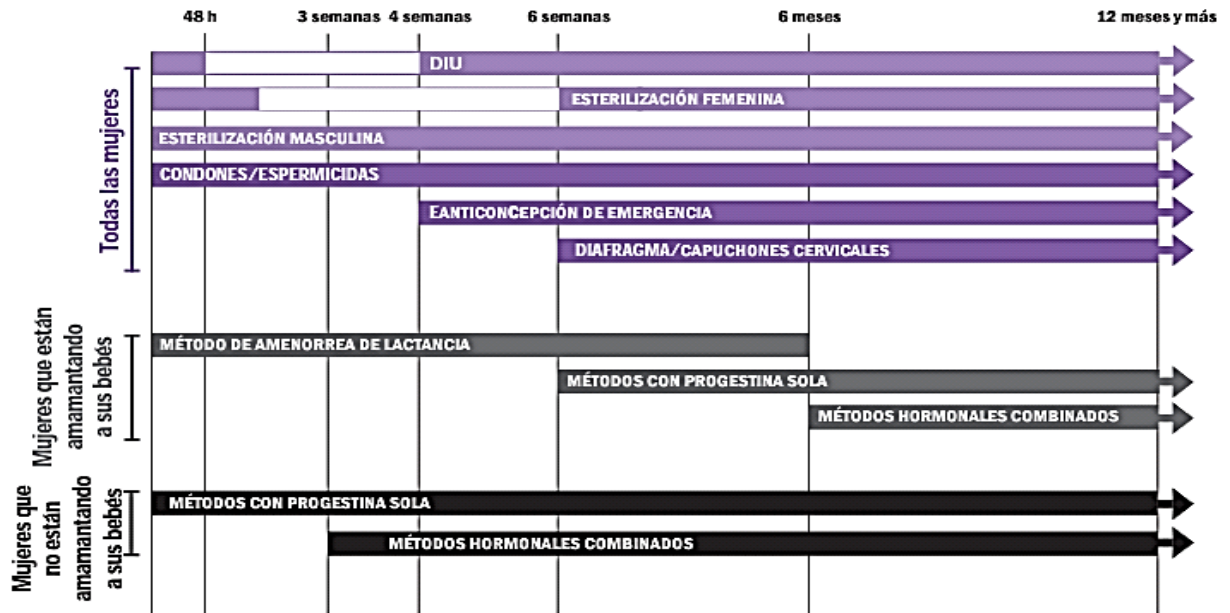 48 h 3 semanas 4 semanas 6 semanas 6 meses 12 meses y más
Todas las mujeres
DIU
ESTERILIZACIÓN FEMENINA
ESTERILIZACIÓN MASCULINA
CONDONES/ESPERMICIDAS
EANTICONCEPCIÓN DE EMERGENCIA
DIAFRAGMA/CAPUCHONES CERVICALES
Mujeres que están
amamantando
a sus bebés
MÉTODO DE AMENORREA DE LACTANCIA
MÉTODOS CON PROGESTINA SOLA
MÉTODOS HORMONALES COMBINADOS
Mujeres que
no están
amamantando
a sus bebés
MÉTODOS CON PROGESTINA SOLA
MÉTODOS HORMONALES COMBINADOS